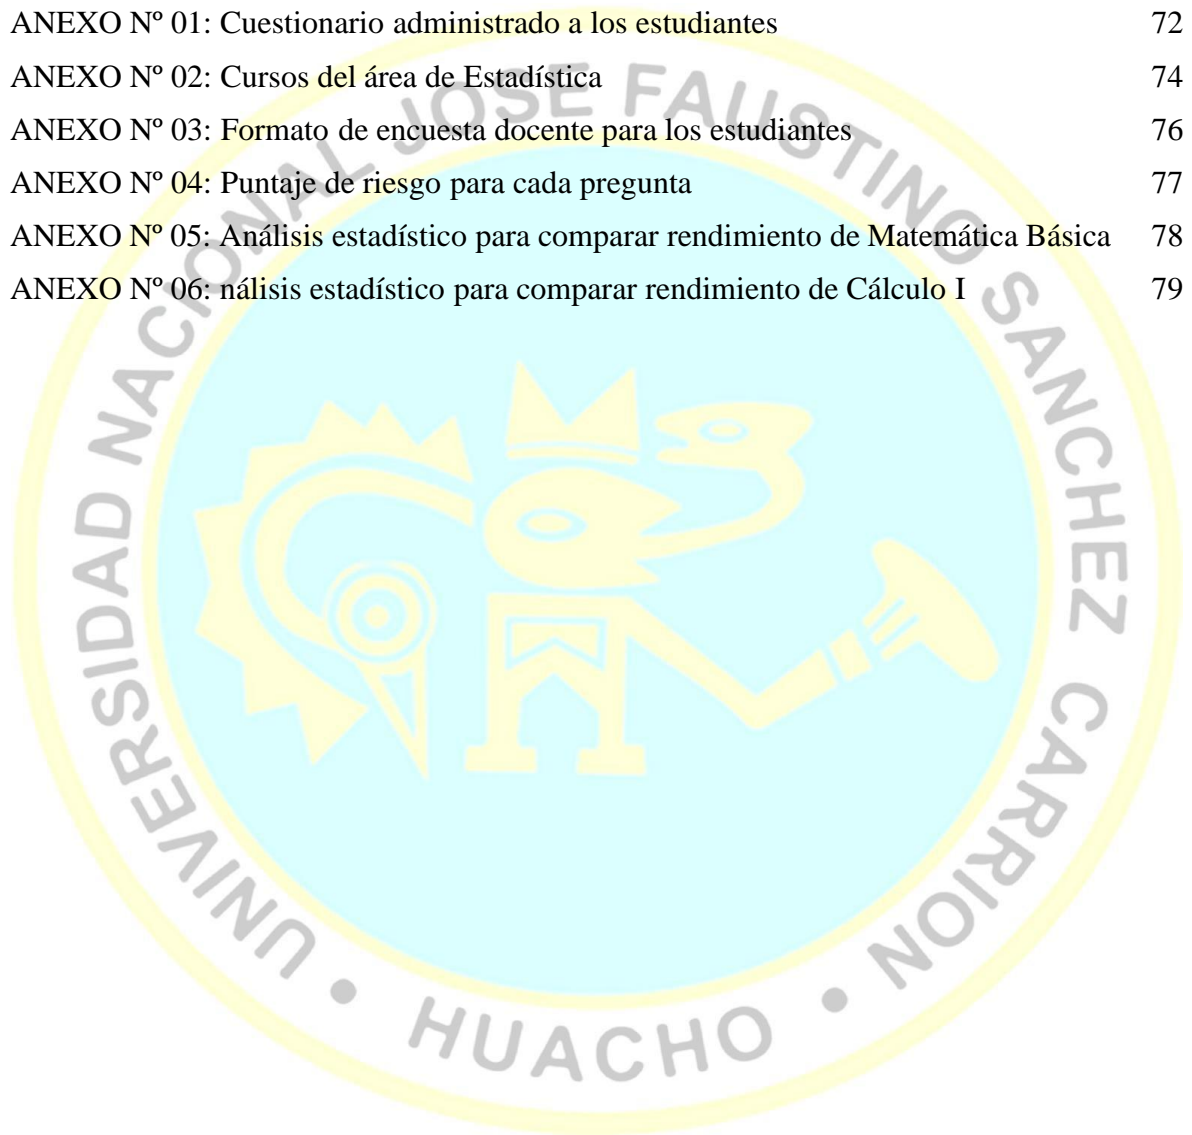 ANEXO Nº 01: Cuestionario administrado a los estudiantes 72
ANEXO Nº 02: Cursos del área de Estadística 74
ANEXO Nº 03: Formato de encuesta docente para los estudiantes 76
ANEXO Nº 04: Puntaje de riesgo para cada pregunta 77
ANEXO Nº 05: Análisis estadístico para comparar rendimiento de Matemática Básica 78
ANEXO Nº 06: nálisis estadístico para comparar rendimiento de Cálculo I 79
UNIVERSIDAD NACIONAL JOSE FAUSTINO SANCHEZ CARRION • HUACHO •